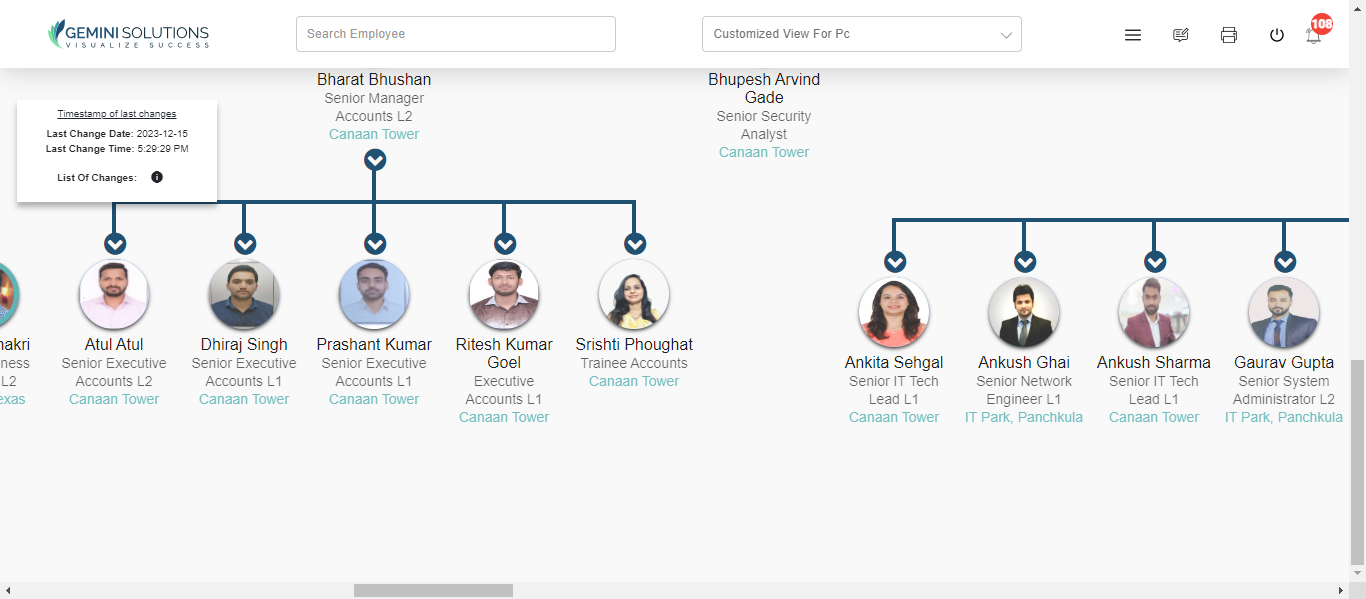 GEMINI SOLUTIONS
VISUALIZE SUCCESS
Search Employee
Customized View For Pc
108
Bharat Bhushan
Senior Manager
Accounts L2
Canaan Tower
Bhupesh Arvind
Gade
Senior Security
Analyst
Canaan Tower
Timestamp of last changes
Last Change Date: 2023-12-15
Last Change Time: 5:29:29 PM
List Of Changes:
akri
ness
L2
exas
Atul Atul
Senior Executive
Accounts L2
Canaan Tower
Dhiraj Singh
Senior Executive
Accounts L1
Canaan Tower
Prashant Kumar
Senior Executive
Accounts L1
Canaan Tower
Ritesh Kumar
Goel
Executive
Accounts L1
Canaan Tower
Srishti Phoughat
Trainee Accounts
Canaan Tower
Ankita Sehgal
Senior IT Tech
Lead L1
Canaan Tower
Ankush Ghai
Senior Network
Engineer L1
IT Park, Panchkula
Ankush Sharma
Senior IT Tech
Lead L1
Canaan Tower
Gaurav Gupta
Senior System
Administrator L2
IT Park, Panchkula